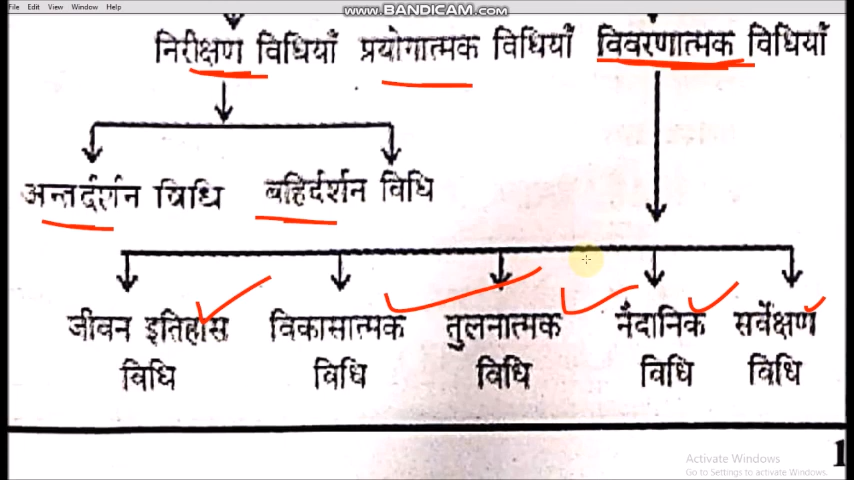 File Edit View Window Help
www.BANDICAM.com
निरीक्षण विधियाँ प्रयोगात्मक विधियाँ विवरणात्मक विधियाँ
अन्तर्दर्शन विधि बहिर्दर्शन विधि
जीवन इतिहास विकासात्मक तुलनात्मक नैदानिक सर्वेक्षण
विधि विधि विधि विधि विधि
1
Activate Windows
Go to Settings to activate Windows.